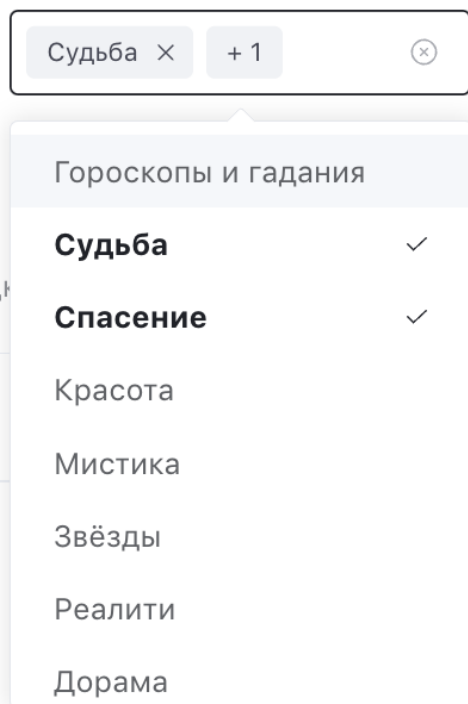 Судьба × + 1
Гороскопы и гадания
Судьба
Спасение
Красота
Мистика
Звёзды
Реалити
Дорама